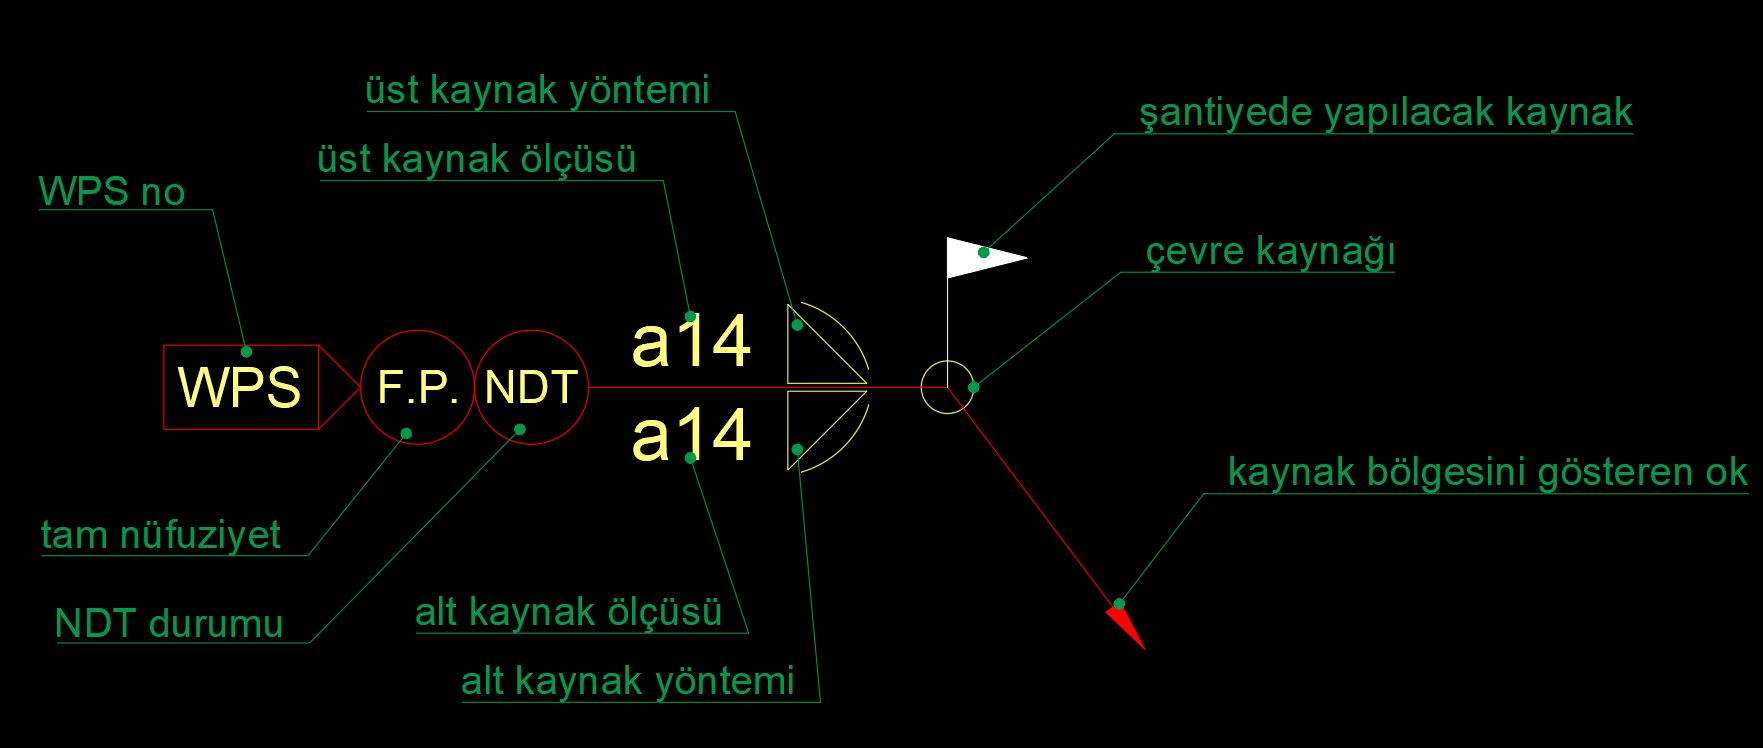 üst kaynak yöntemi
şantiyede yapılacak kaynak
üst kaynak ölçüsü
WPS no
çevre kaynağı
a14
WPS
F.P.
NDT
a14
kaynak bölgesini gösteren ok
tam nüfuziyet
NDT durumu
alt kaynak ölçüsü
alt kaynak yöntemi